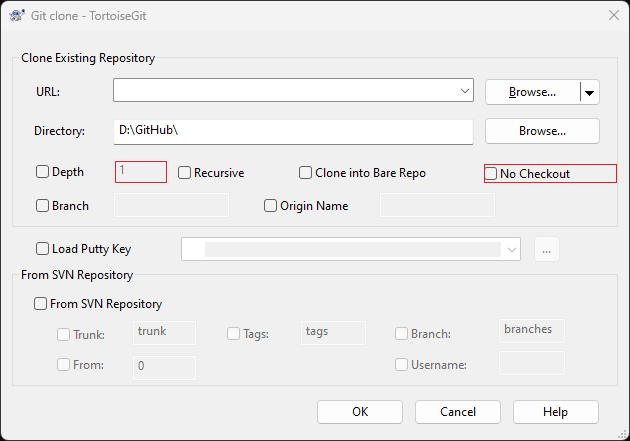 Git clone - TortoiseGit
Clone Existing Repository
URL:
Browse...
Directory:
D:\GitHub\
Browse...
Depth
1
Recursive
Clone into Bare Repo
No Checkout
Branch
Origin Name
Load Putty Key
...
From SVN Repository
From SVN Repository
Trunk:
trunk
Tags:
tags
Branch:
branches
From:
0
Username:
OK
Cancel
Help